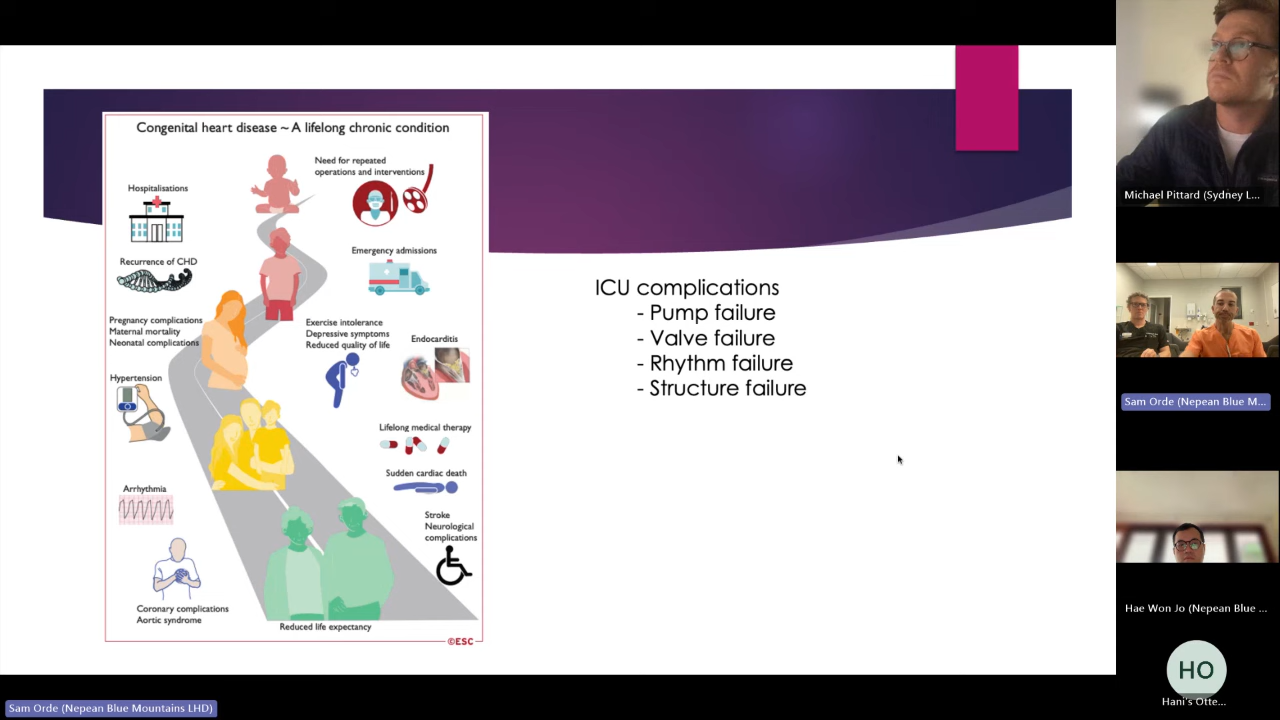 Congenital heart disease ~ A lifelong chronic condition
Need for repeated
operations and interventions
Hospitalisations
Emergency admissions
Recurrence of CHD
Pregnancy complications
Maternal mortality
Neonatal complications
Exercise intolerance
Depressive symptoms
Reduced quality of life
Endocarditis
Hypertension
Lifelong medical therapy
Sudden cardiac death
Arrhythmia
Stroke
Neurological
complications
Coronary complications
Aortic syndrome
Reduced life expectancy
©ESC
ICU complications
- Pump failure
- Valve failure
- Rhythm failure
- Structure failure
Michael Pittard (Sydney L...
Sam Orde (Nepean Blue M...
Hae Won Jo (Nepean Blue ...
HO
Hani's Otte...
Sam Orde (Nepean Blue Mountains LHD)